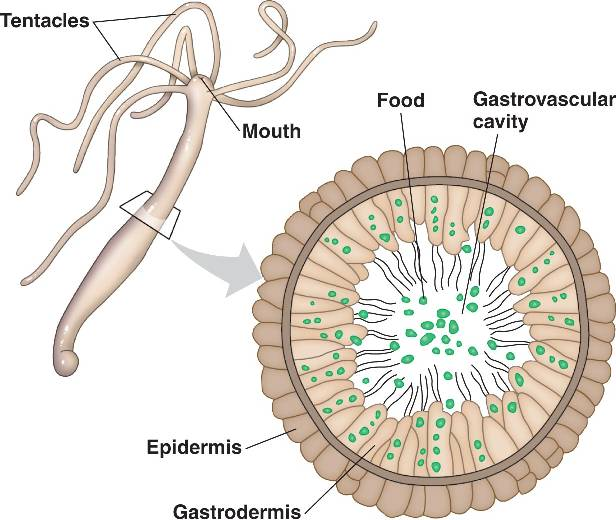 Tentacles
Mouth
Food
Gastrovascular
cavity
Epidermis
Gastrodermis